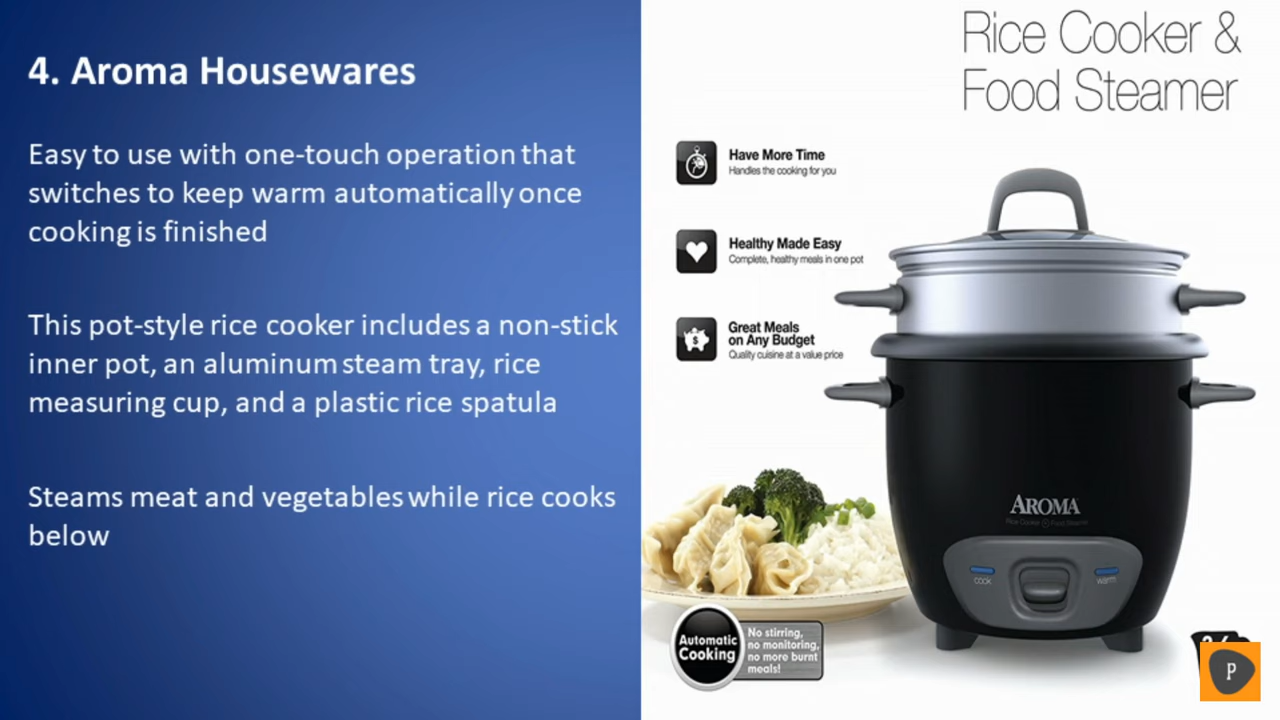 4. Aroma Housewares
Easy to use with one-touch operation that
switches to keep warm automatically once
cooking is finished
This pot-style rice cooker includes a non-stick
inner pot, an aluminum steam tray, rice
measuring cup, and a plastic rice spatula
Steams meat and vegetables while rice cooks
below
Rice Cooker &
Food Steamer
Have More Time
Handles the cooking for you
Healthy Made Easy
Complete, healthy meals in one pot
Great Meals
on Any Budget
Quality cuisine at a value price
$
AROMA
Rice Cooker Food Steamer
cook
warm
Automatic
Cooking
No stirring,
no monitoring,
no more burnt
meals!
P